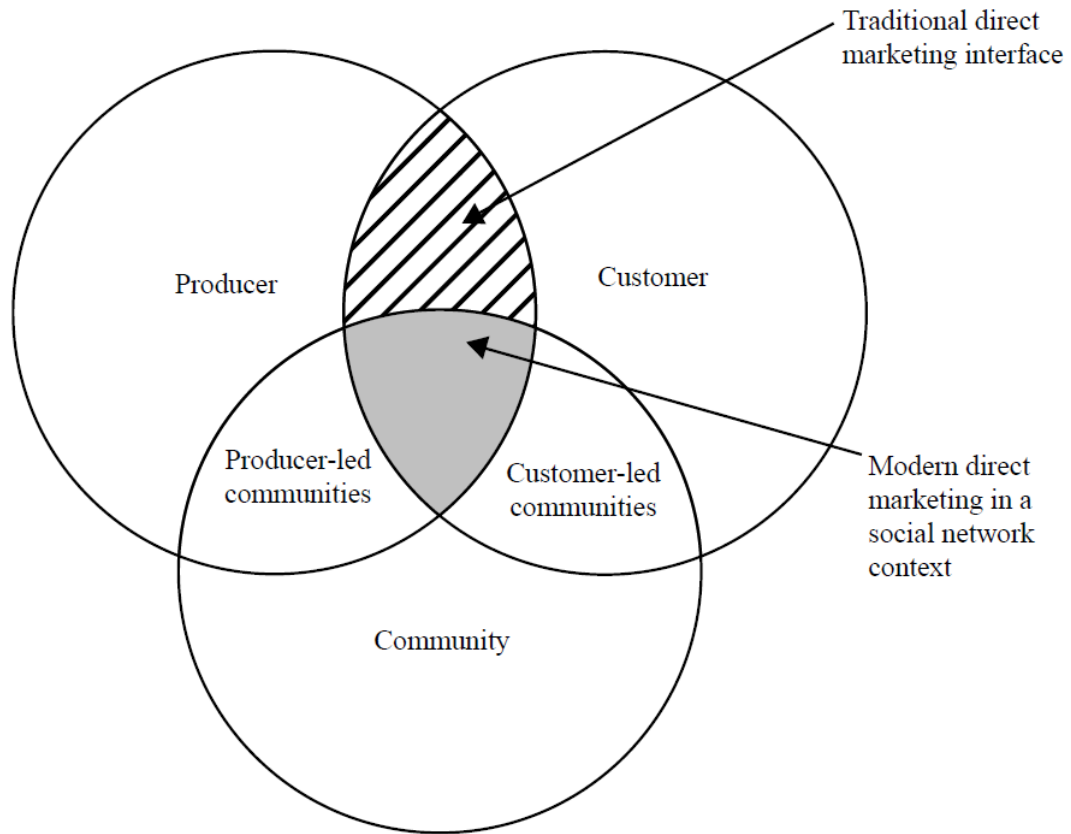 Traditional direct
marketing interface
Producer
Customer
Producer-led
communities
Customer-led
communities
Modern direct
marketing in a
social network
context
Community